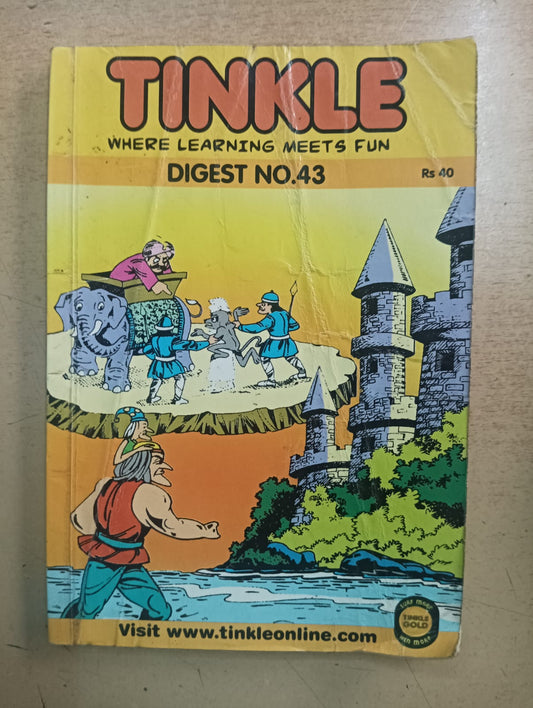 TINKLE
WHERE LEARNING MEETS FUN
DIGEST NO.43
Rs 40
Visit www.tinkleonline.com
TINKLE
GOLD